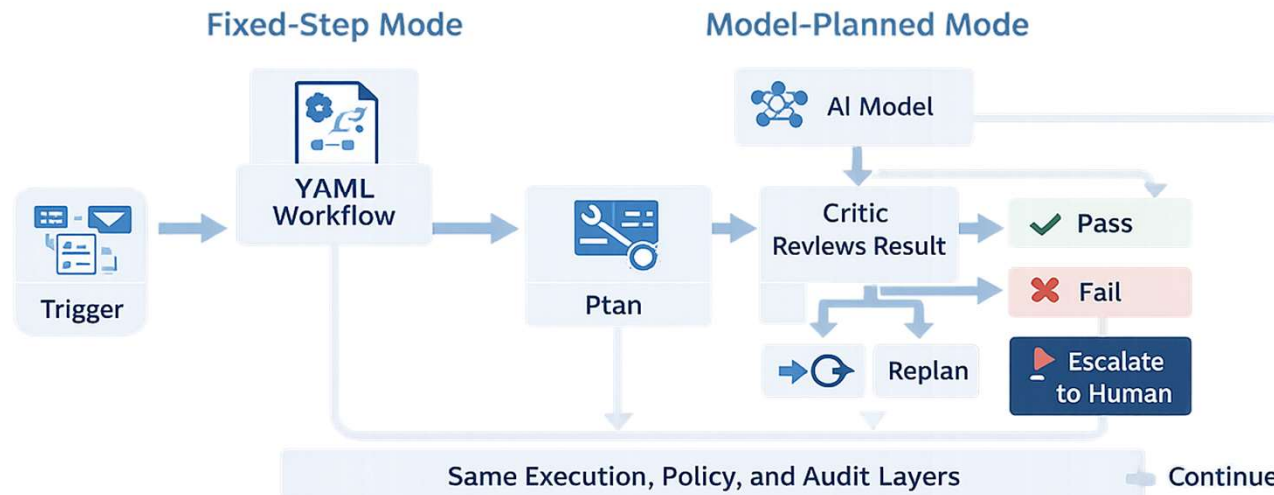 Fixed-Step Mode
Model-Planned Mode
AI Model
YAML
Workflow
Critic
Reviews Result
Pass
Trigger
Ptan
Fail
Replan
Escalate
to Human
Same Execution, Policy, and Audit Layers
Continue